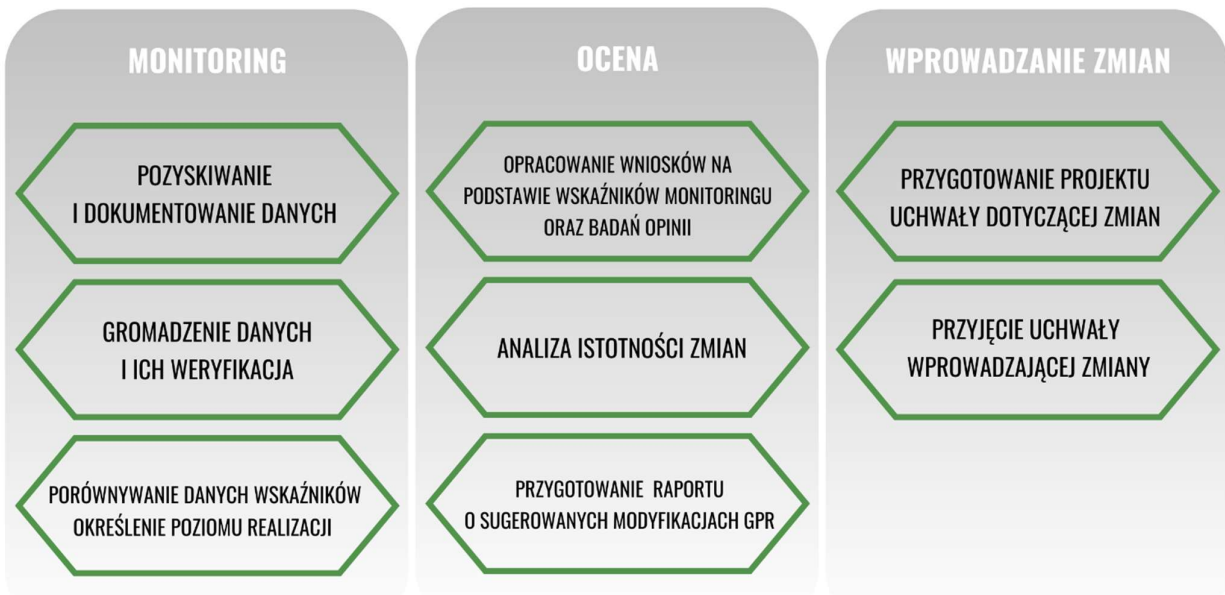 MONITORING
POZYSKIWANIE
I DOKUMENTOWANIE DANYCH
GROMADZENIE DANYCH
I ICH WERYFIKACJA
PORÓWNYWANIE DANYCH WSKAŹNIKÓW
OKREŚLENIE POZIOMU REALIZACJI
OCENA
OPRACOWANIE WNIOSKÓW NA
PODSTAWIE WSKAŹNIKÓW MONITORINGU
ORAZ BADAŃ OPINII
ANALIZA ISTOTNOŚCI ZMIAN
PRZYGOTOWANIE RAPORTU
O SUGEROWANYCH MODYFIKACJACH GPR
WPROWADZANIE ZMIAN
PRZYGOTOWANIE PROJEKTU
UCHWAŁY DOTYCZĄCEJ ZMIAN
PRZYJĘCIE UCHWAŁY
WPROWADZAJĄCEJ ZMIANY